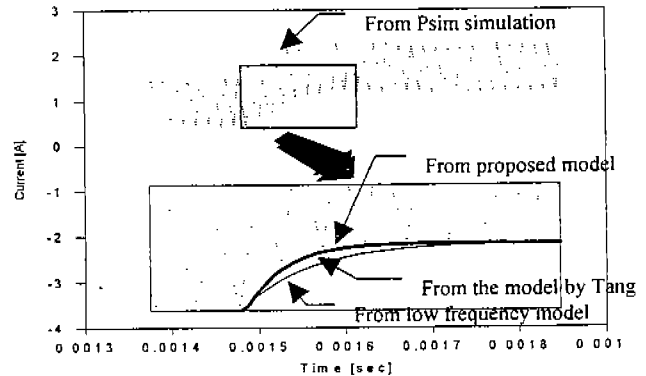 3
From Psim simulation
2
1
0
Current [A]
-1
From proposed model
-2
-3
From the model by Tang
From low frequency model
-4
0 0013 0 0014 0 0015 0 0016 0 0017 0 0018 0 001
Time [sec]